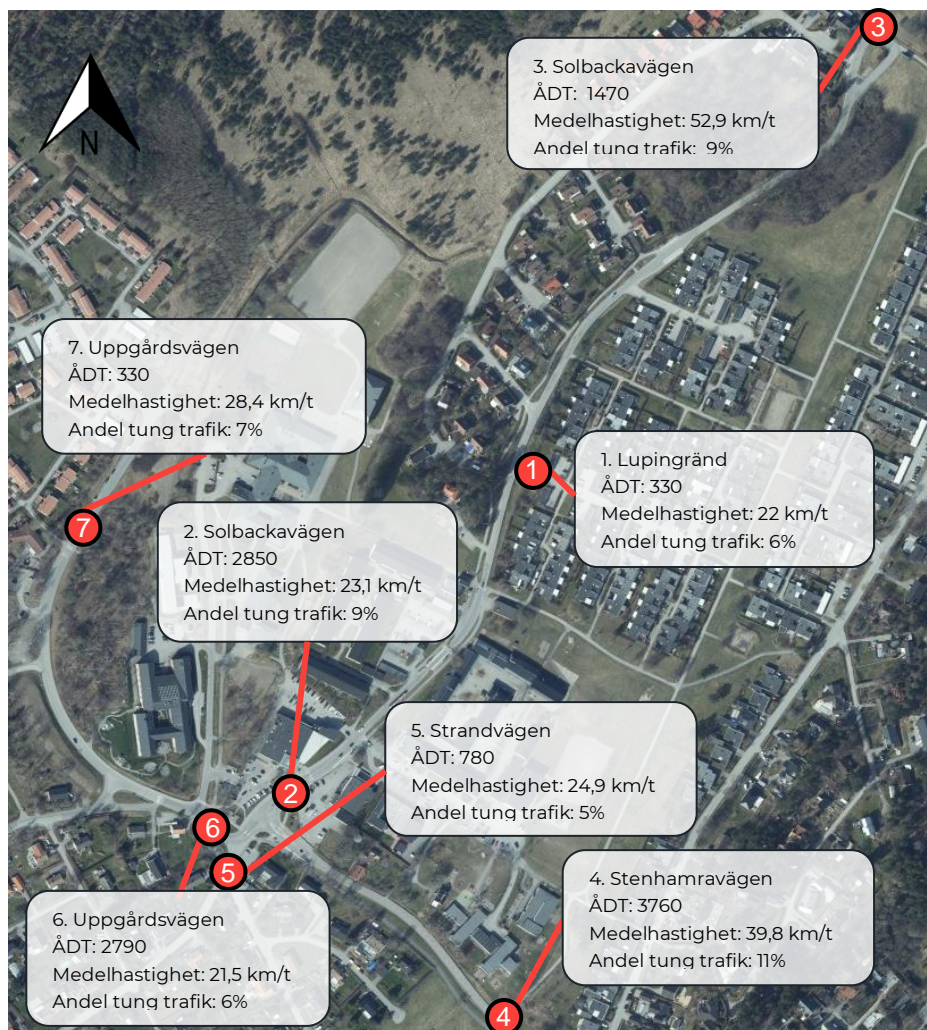 3
3. Solbackavägen
ÅDT:  1470
Medelhastighet: 52,9 km/t
Andel tung trafik:  9%
N
7. Uppgårdsvägen
ÅDT: 330
Medelhastighet: 28,4 km/t
Andel tung trafik: 7%
1
1. Lupingränd
ÅDT: 330
Medelhastighet: 22 km/t
Andel tung trafik: 6%
7
2. Solbackavägen
ÅDT: 2850
Medelhastighet: 23,1 km/t
Andel tung trafik: 9%
5. Strandvägen
ÅDT: 780
Medelhastighet: 24,9 km/t
Andel tung trafik: 5%
2
6
5
4. Stenhamravägen
ÅDT: 3760
Medelhastighet: 39,8 km/t
Andel tung trafik: 11%
6. Uppgårdsvägen
ÅDT: 2790
Medelhastighet: 21,5 km/t
Andel tung trafik: 6%
4